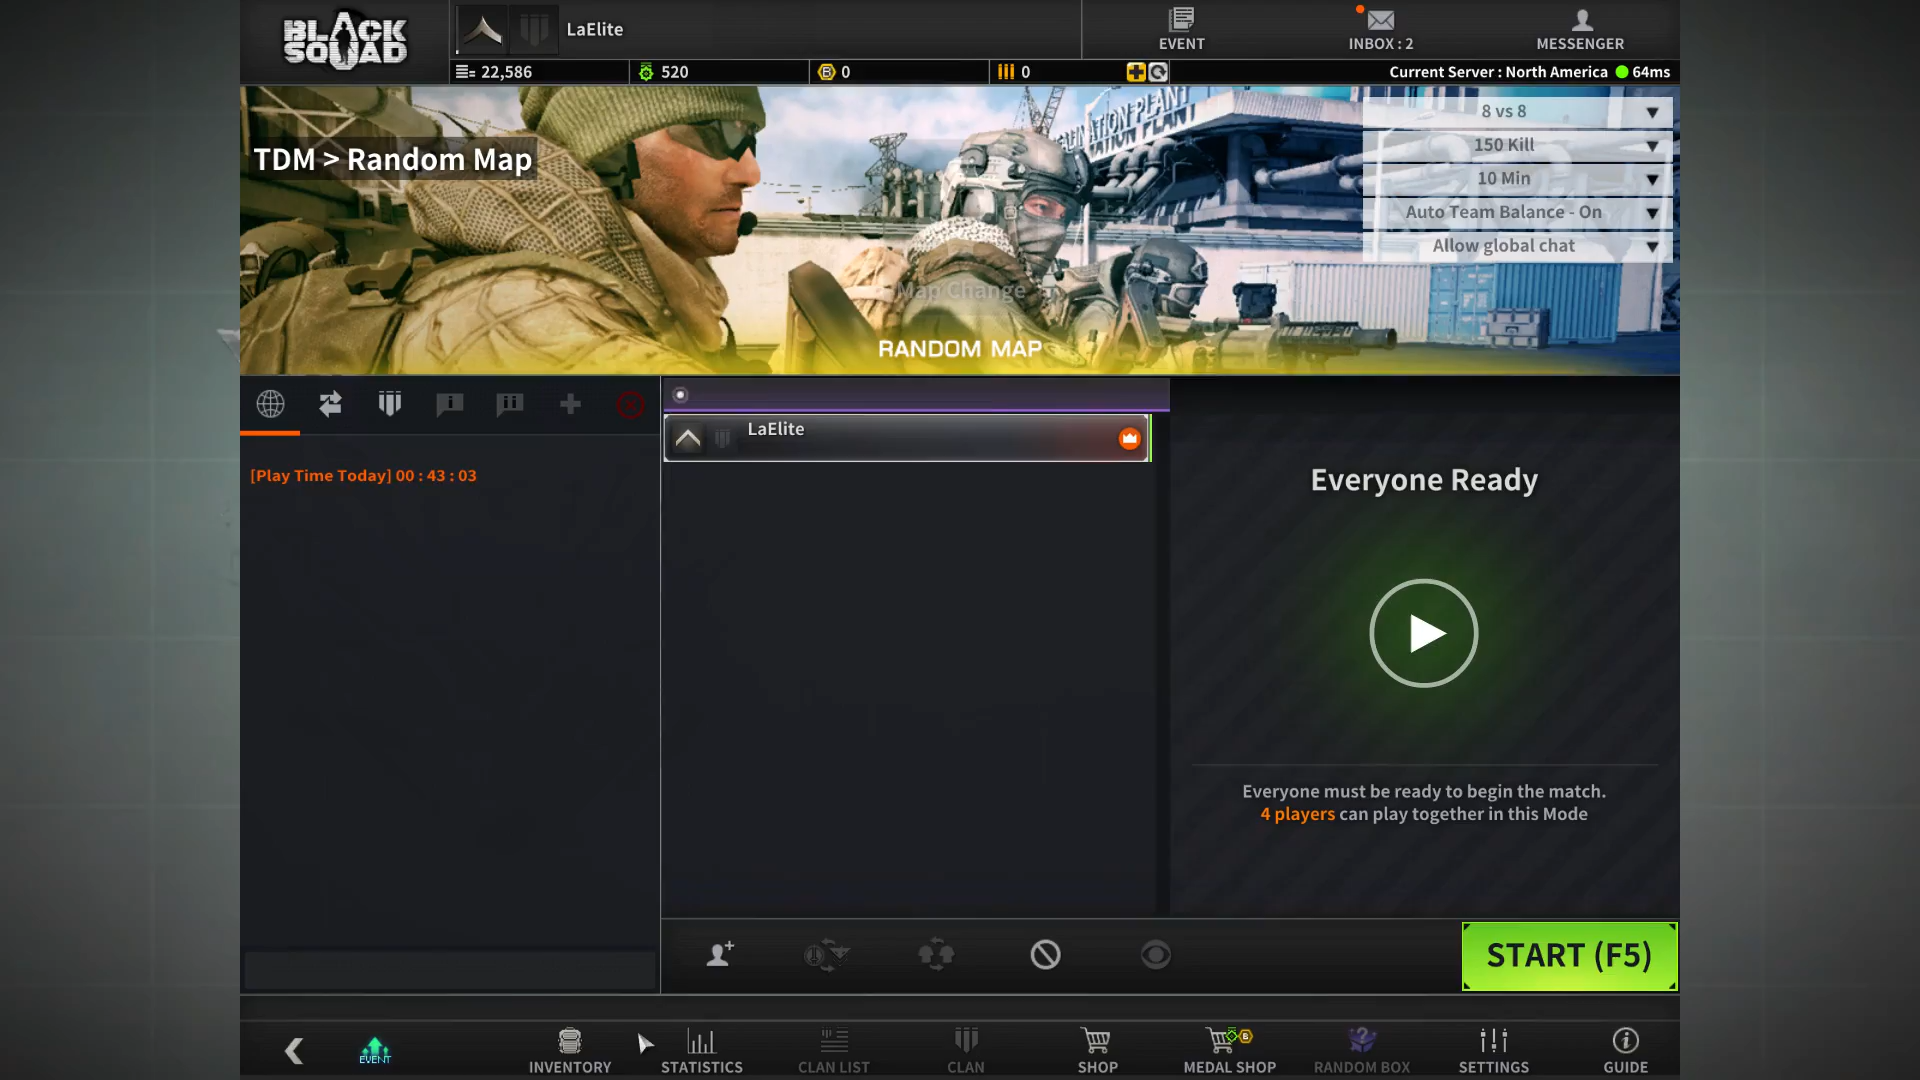 BLACK SQUAD
LaElite
EVENT
INBOX : 2
MESSENGER
22,586
520
0
0
Current Server : North America
64ms
TDM > Random Map
NATION PLANT
8 vs 8
150 Kill
10 Min
Auto Team Balance - On
Allow global chat
Map Change
RANDOM MAP
[Play Time Today] 00 : 43 : 03
LaElite
Everyone Ready
Everyone must be ready to begin the match.
4 players can play together in this Mode
START (F5)
EVENT
INVENTORY
STATISTICS
CLAN LIST
CLAN
SHOP
MEDAL SHOP
RANDOM BOX
SETTINGS
GUIDE